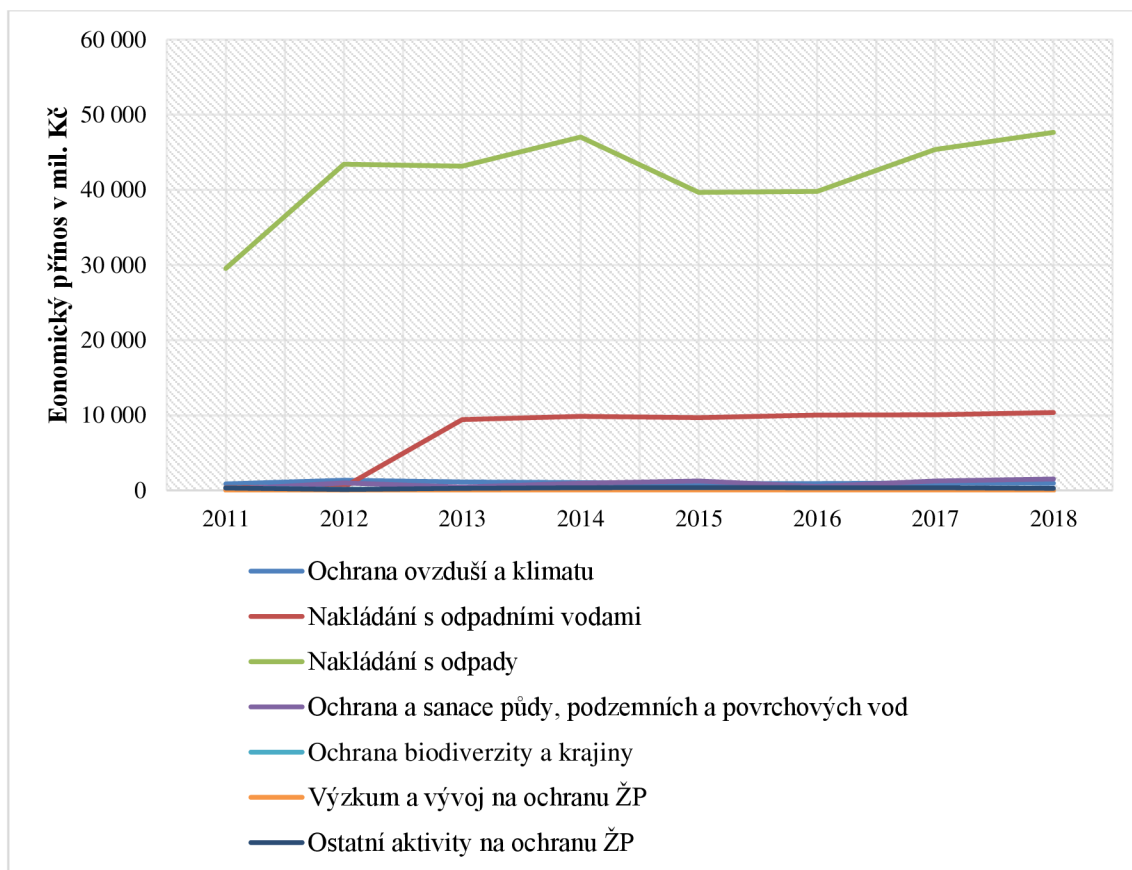 Eonomický přínos v mil. Kč
60 000
50 000
40 000
30 000
20 000
10 000
0
2011 2012 2013 2014 2015 2016 2017 2018
Ochrana ovzduší a klimatu
Nakládání s odpadními vodami
Nakládání s odpady
Ochrana a sanace půdy, podzemních a povrchových vod
Ochrana biodiverzity a krajiny
Výzkum a vývoj na ochranu ŽP
Ostatní aktivity na ochranu ŽP